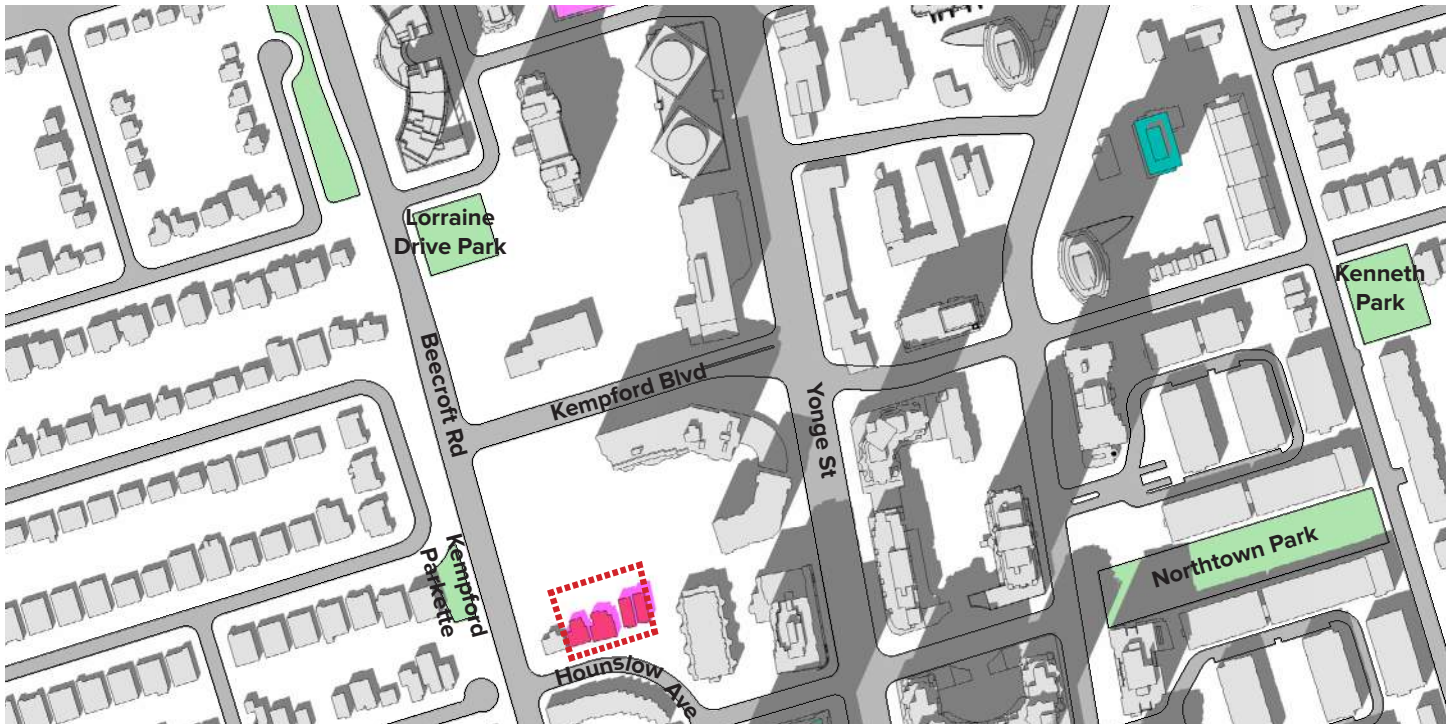 Lorraine
Drive Park
Kenneth
Park
Beecroft Rd
Kempford Blvd
Yonge St
Kempford
Parkette
Northtown Park
Hounslow Ave